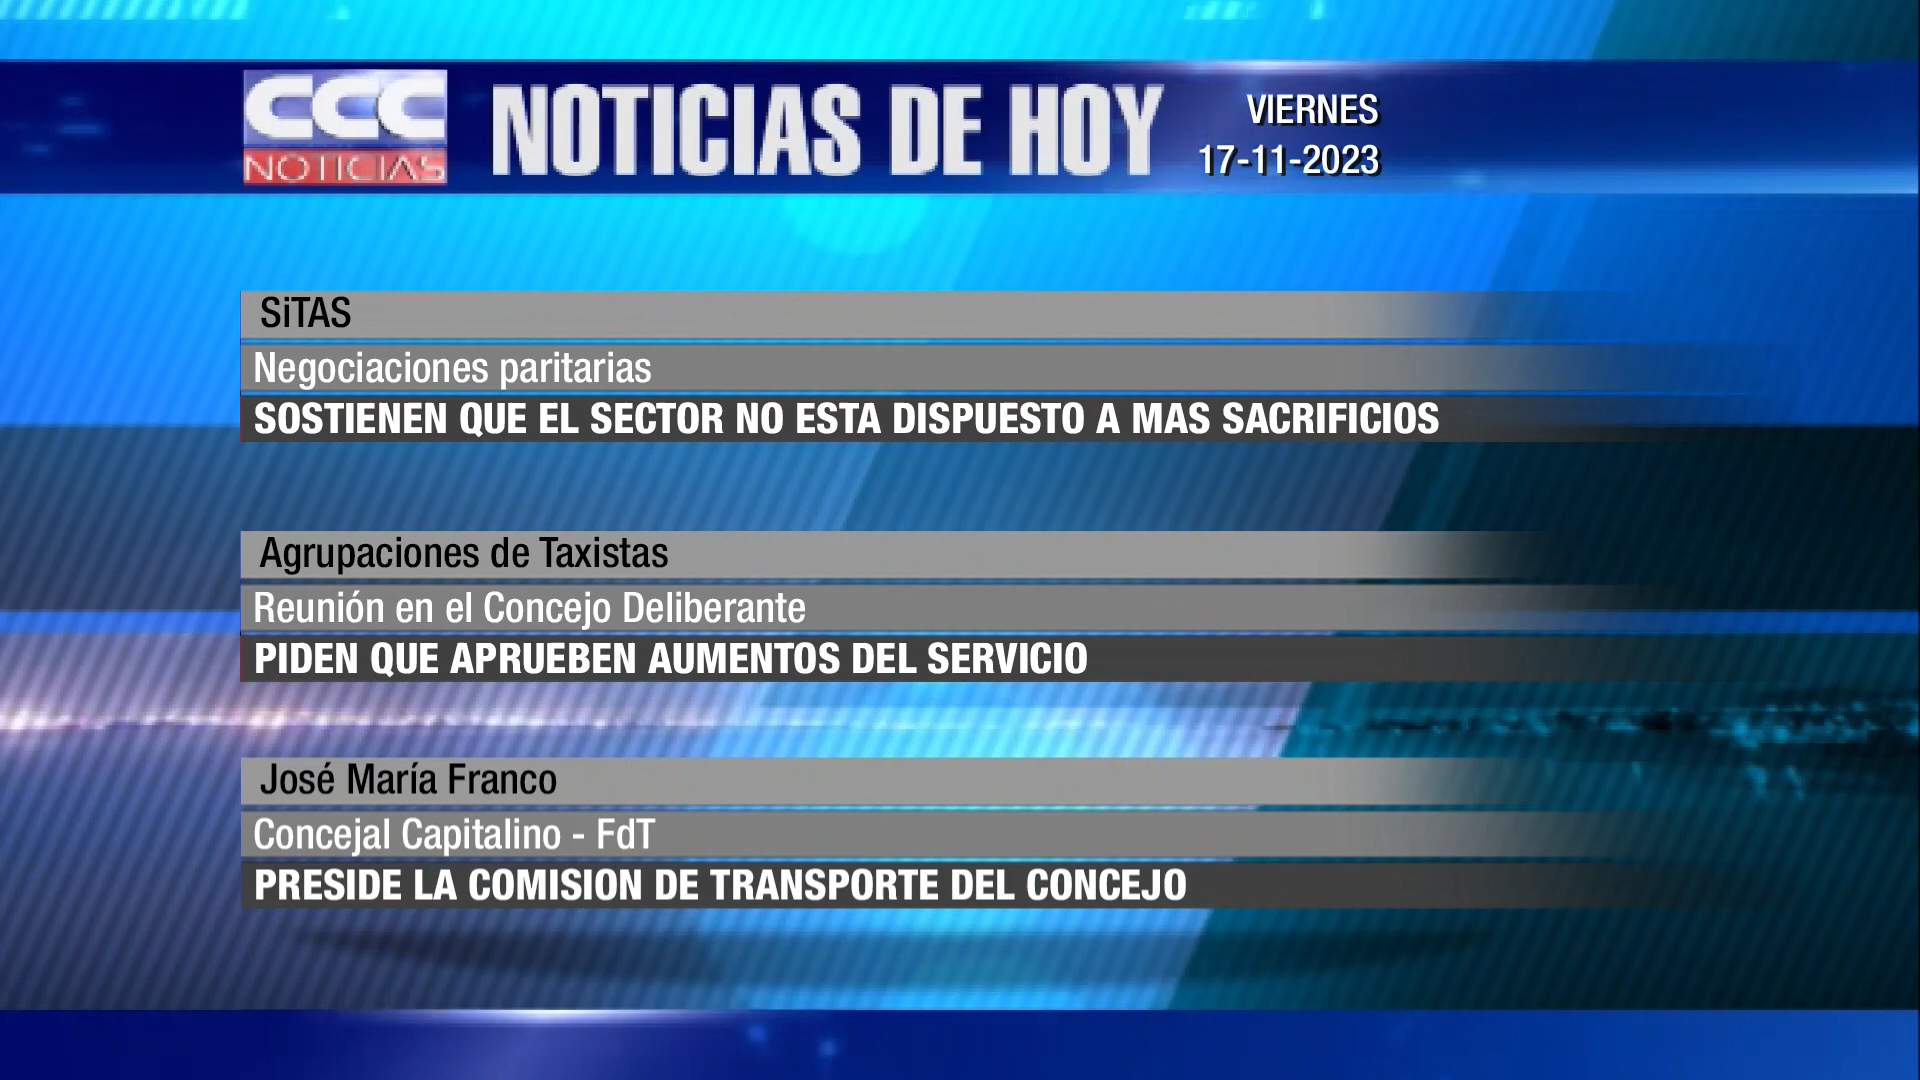 CCC
NOTICIAS
NOTICIAS DE HOY
VIERNES
17-11-2023
SiTAS
Negociaciones paritarias
SOSTIENEN QUE EL SECTOR NO ESTA DISPUESTO A MAS SACRIFICIOS
Agrupaciones de Taxistas
Reunión en el Concejo Deliberante
PIDEN QUE APRUEBEN AUMENTOS DEL SERVICIO
José María Franco
Concejal Capitalino - FdT
PRESIDE LA COMISION DE TRANSPORTE DEL CONCEJO